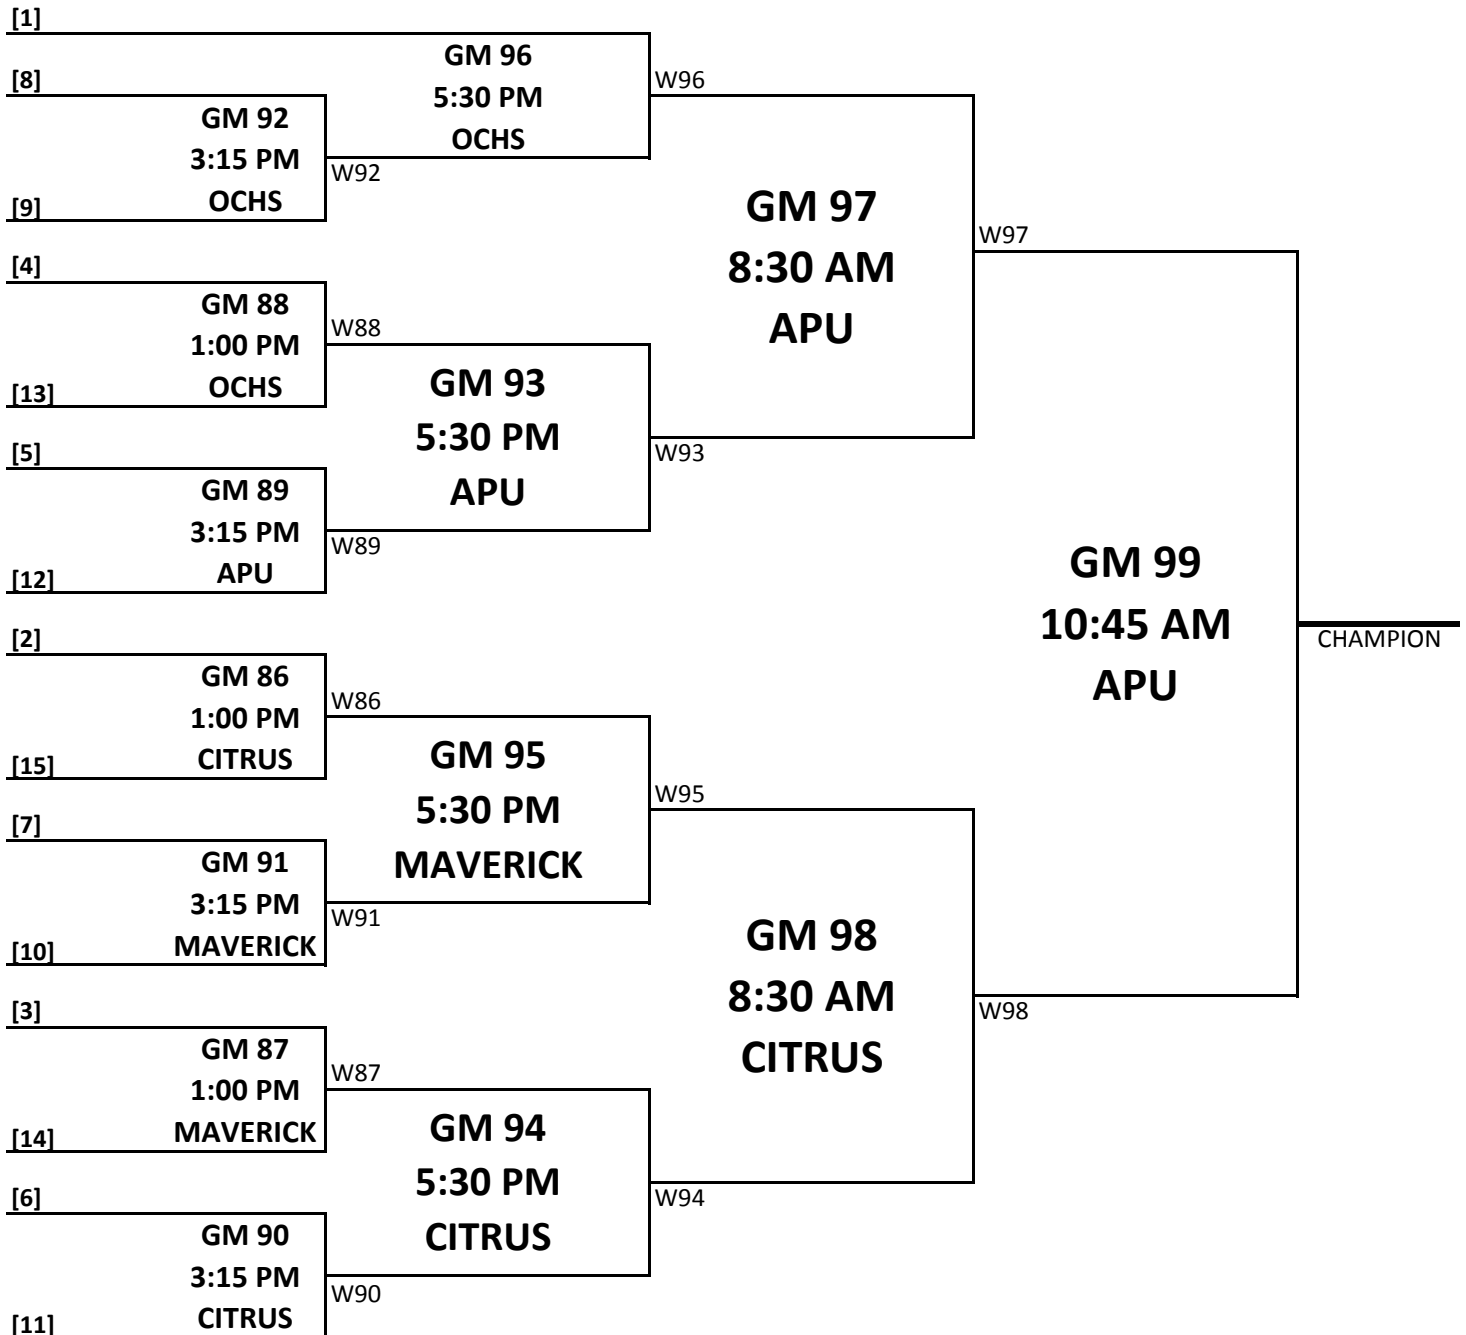 [1]
GM 96
5:30 PM
OCHS
[8]
W96
GM 92
3:15 PM
OCHS
W92
[9]
GM 97
8:30 AM
APU
W97
[4]
GM 88
1:00 PM
OCHS
W88
[13]
GM 93
5:30 PM
APU
W93
[5]
GM 89
3:15 PM
APU
W89
[12]
GM 99
10:45 AM
APU
CHAMPION
[2]
GM 86
1:00 PM
CITRUS
W86
[15]
GM 95
5:30 PM
MAVERICK
W95
[7]
GM 91
3:15 PM
MAVERICK
W91
[10]
GM 98
8:30 AM
CITRUS
W98
[3]
GM 87
1:00 PM
MAVERICK
W87
[14]
GM 94
5:30 PM
CITRUS
W94
[6]
GM 90
3:15 PM
CITRUS
W90
[11]